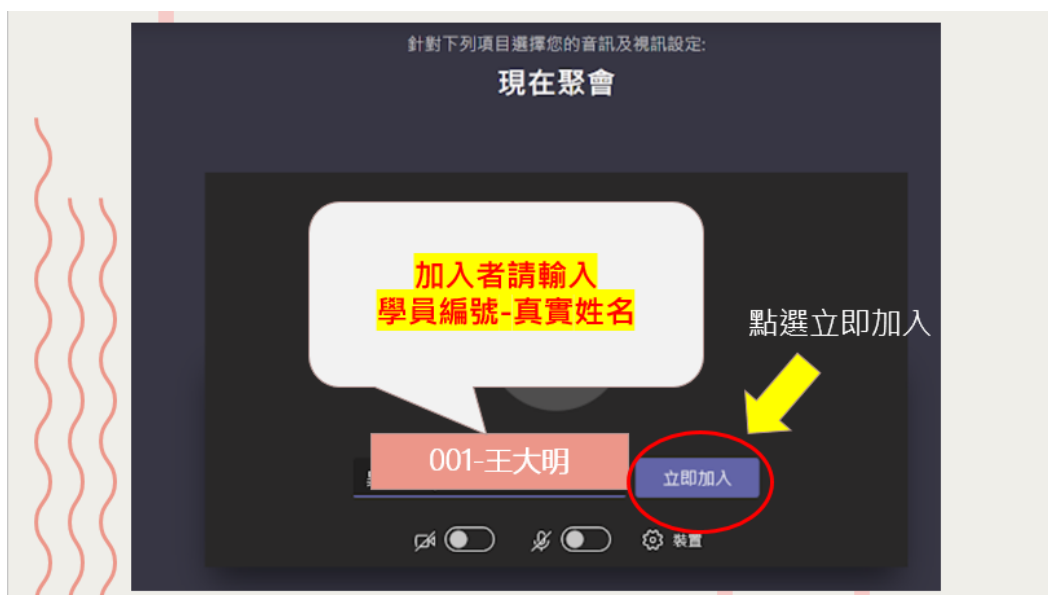 針對下列項目選擇您的音訊及視訊設定:
現在聚會
加入者請輸入
學員編號-真實姓名
點選立即加入
001-王大明
立即加入
裝置